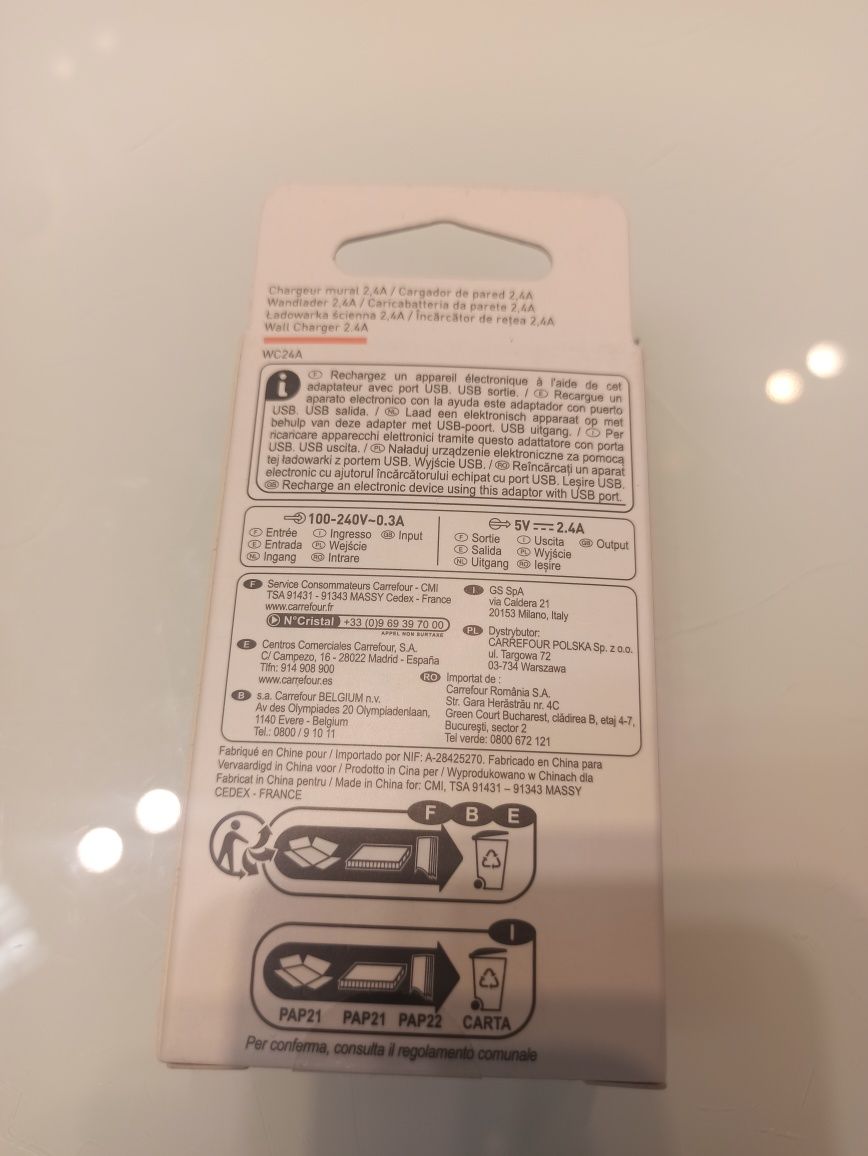 Chargeur mural 2,4A / Cargador de pared 2,4A
Wandlader 2,4A / Caricabatteria da parete 2,4A
Ładowarka ścienna 2,4A / Încărcător de rețea 2,4A
Wall Charger 2.4A
WC24A
i
F Rechargez un appareil électronique à l'aide de cet
adaptateur avec port USB. USB sortie. / E Recargue un
aparato electronico con la ayuda este adaptador con puerto
USB. USB salida. / NL Laad een elektronisch apparaat op met
behulp van deze adapter met USB-poort. USB uitgang. / I Per
ricaricare apparecchi elettronici tramite questo adattatore con porta
USB. USB uscita. / PL Naładuj urządzenie elektroniczne za pomocą
tej ładowarki z portem USB. Wyjście USB. / RO Reîncărcați un aparat
electronic cu ajutorul încărcătorului echipat cu port USB. Leșire USB.
GB Recharge an electronic device using this adaptor with USB port.
100-240V~0.3A
F Entrée I Ingresso GB Input
E Entrada PL Wejście
NL Ingang RO Intrare
5V 2.4A
F Sortie I Uscita GB Output
E Salida PL Wyjście
NL Uitgang RO Ieșire
F Service Consommateurs Carrefour - CMI
TSA 91431 - 91343 MASSY Cedex - France
www.carrefour.fr
N°Cristal +33 (0)9 69 39 70 00
APPEL NON SURTAXÉ
E Centros Comerciales Carrefour, S.A.
C/ Campezo, 16 - 28022 Madrid - España
Tlfn: 914 908 900
www.carrefour.es
B s.a. Carrefour BELGIUM n.v.
Av des Olympiades 20 Olympiadenlaan,
1140 Evere - Belgium
Tel.: 0800 / 9 10 11
I GS SpA
via Caldera 21
20153 Milano, Italy
PL Dystrybutor:
CARREFOUR POLSKA Sp. z o.o.
ul. Targowa 72
03-734 Warszawa
RO Importat de :
Carrefour România S.A.
Str. Gara Herăstrău nr. 4C
Green Court Bucharest, clădirea B, etaj 4-7,
București, sector 2
Tel verde: 0800 672 121
Fabriqué en Chine pour / Importado por NIF: A-28425270. Fabricado en China para
Vervaardigd in China voor / Prodotto in Cina per / Wyprodukowano w Chinach dla
Fabricat in China pentru / Made in China for: CMI, TSA 91431 – 91343 MASSY
CEDEX - FRANCE
F B E
I
PAP21 PAP21 PAP22 CARTA
Per conferma, consulta il regolamento comunale